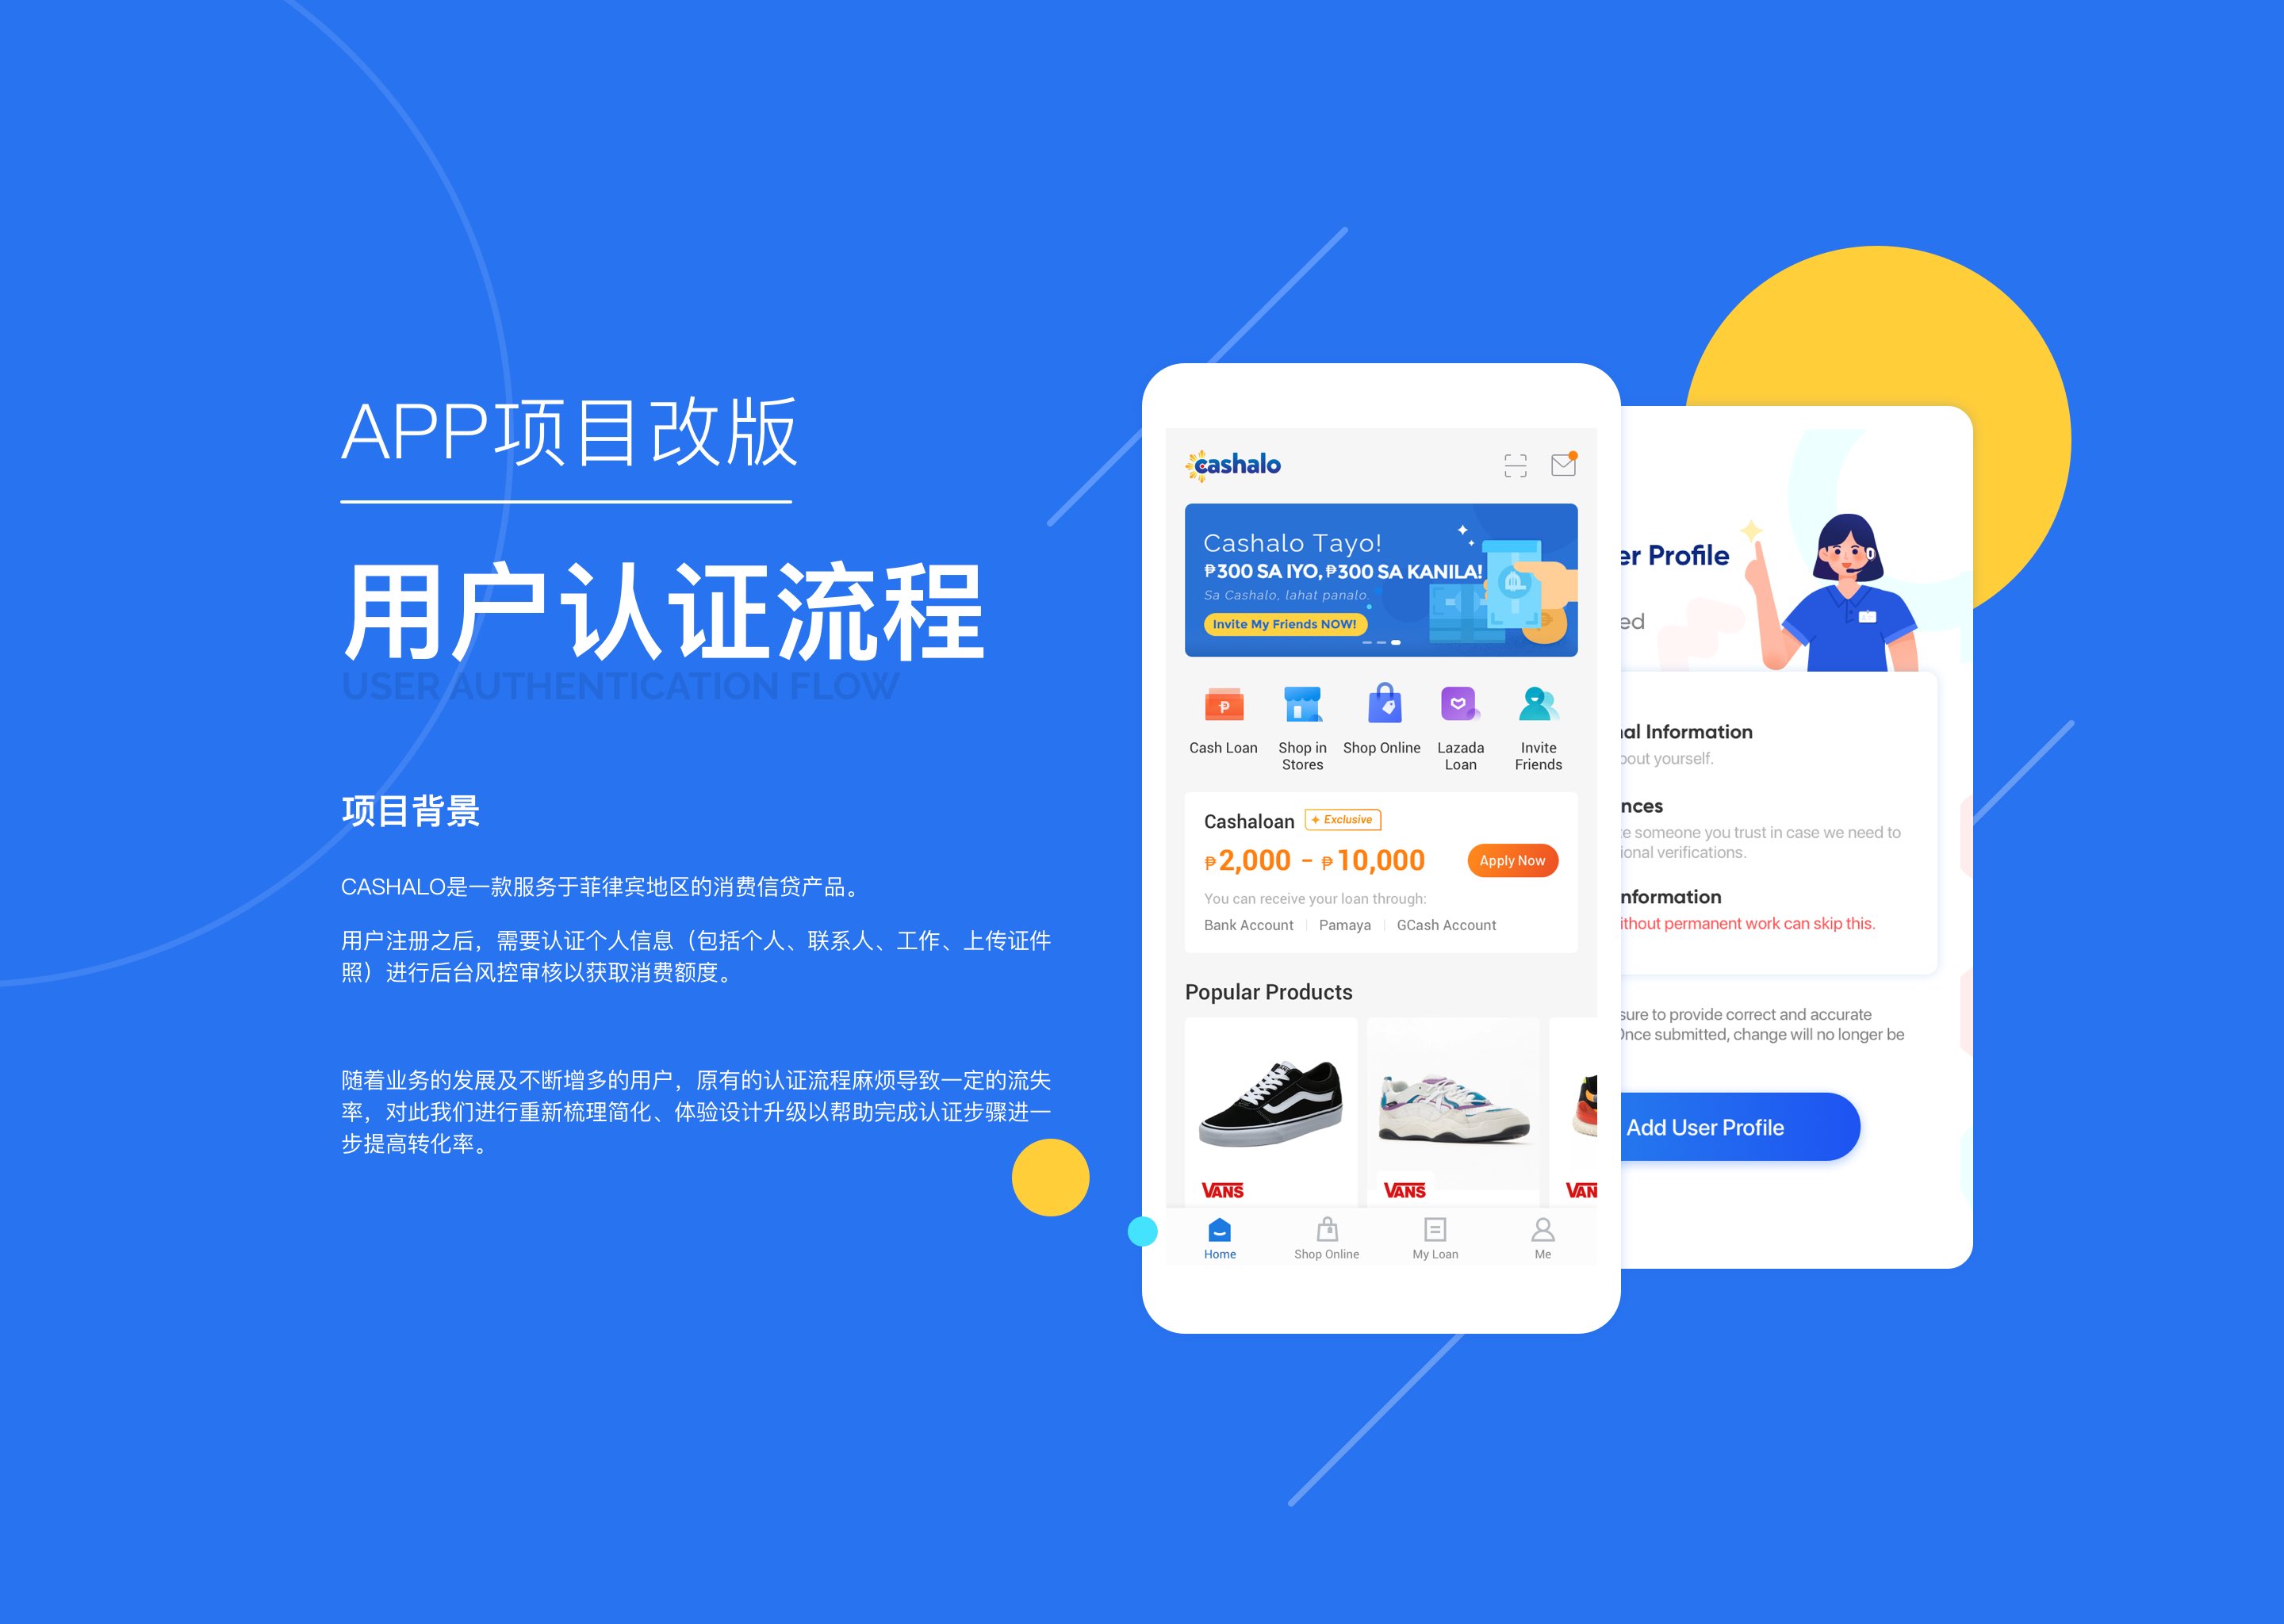 APP项目改版
用户认证流程
USER AUTHENTICATION FLOW
项目背景
CASHALO是一款服务于菲律宾地区的消费信贷产品。
用户注册之后，需要认证个人信息（包括个人、联系人、工作、上传证件
照）进行后台风控审核以获取消费额度。
随着业务的发展及不断增多的用户，原有的认证流程麻烦导致一定的流失
率，对此我们进行重新梳理简化、体验设计升级以帮助完成认证步骤进一
步提高转化率。
cashalo
Cashalo Tayo!
₱300 SA IYO, ₱300 SA KANILA!
Sa Cashalo, lahat panalo.
Invite My Friends NOW!
Cash Loan
Shop in
Stores
Shop Online
Lazada
Loan
Invite
Friends
Cashaloan
Exclusive
₱2,000 - ₱10,000
Apply Now
You can receive your loan through:
Bank Account | Pamaya | GCash Account
Popular Products
VANS
VANS
VAN
Home
Shop Online
My Loan
Me
er Profile
ed
al Information
bout yourself.
nces
e someone you trust in case we need to
ional verifications.
nformation
ithout permanent work can skip this.
sure to provide correct and accurate
Once submitted, change will no longer be
Add User Profile